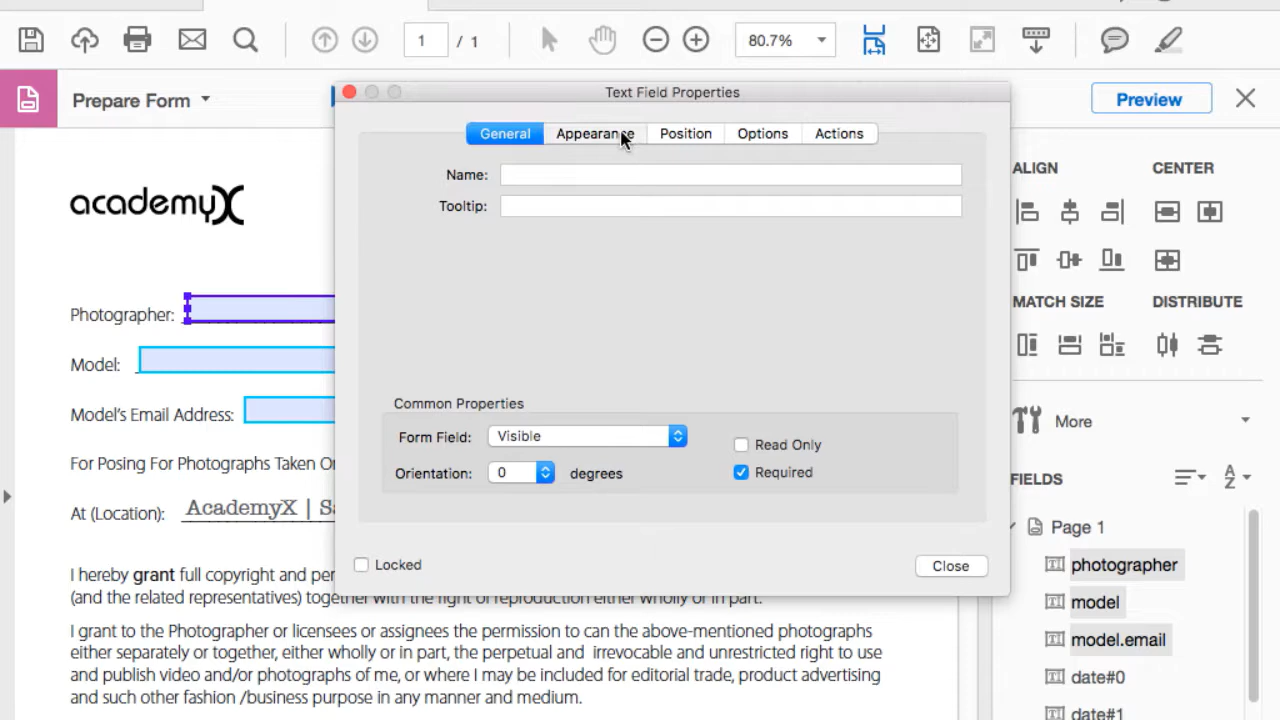 1 / 1
80.7%
Prepare Form
Preview
Text Field Properties
General Appearance Position Options Actions
Name:
Tooltip:
Common Properties
Form Field: Visible
Read Only
Orientation: 0 degrees
Required
Locked
Close
academyX
Photographer:
Model:
Model's Email Address:
For Posing For Photographs Taken
At (Location): AcademyX |
I hereby grant full copyright and
(and the related representatives) together with the right of reproduction either wholly or in part.
I grant to the Photographer or licensees or assignees the permission to can the above-mentioned photographs
either separately or together, either wholly or in part, the perpetual and irrevocable and unrestricted right to use
and publish video and/or photographs of me, or where I may be included for editorial trade, product advertising
and such other fashion /business purpose in any manner and medium.
ALIGN CENTER
MATCH SIZE DISTRIBUTE
More
FIELDS
A
Z
Page 1
photographer
model
model.email
date#0
date#1